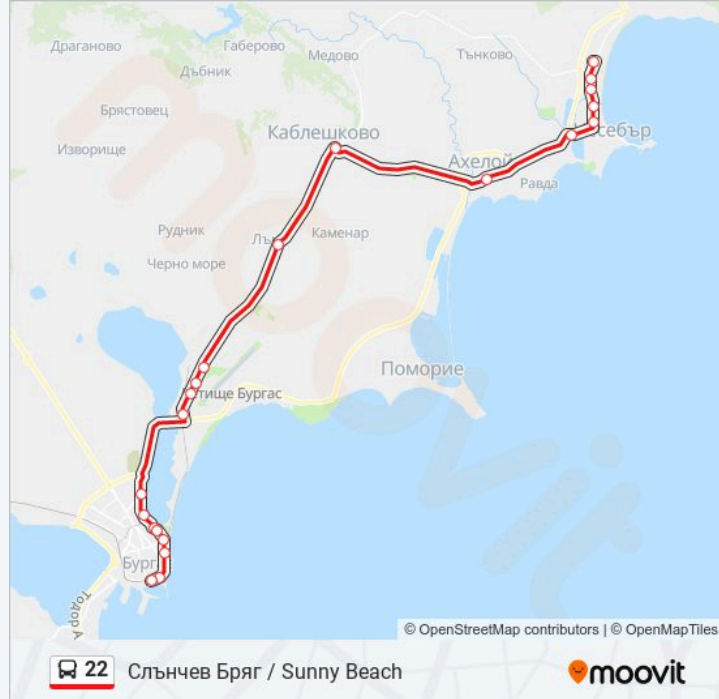 Драганово
Габерово
Медово
Тънково
Дъбник
Брястовец
Каблешково
Несебър
Изворище
Ахелой
Равда
Рудник
Каменар
Черно море
Поморие
Бург
Тодор А
© OpenStreetMap contributors | © OpenMapTiles
22 Слънчев Бряг / Sunny Beach
moovit